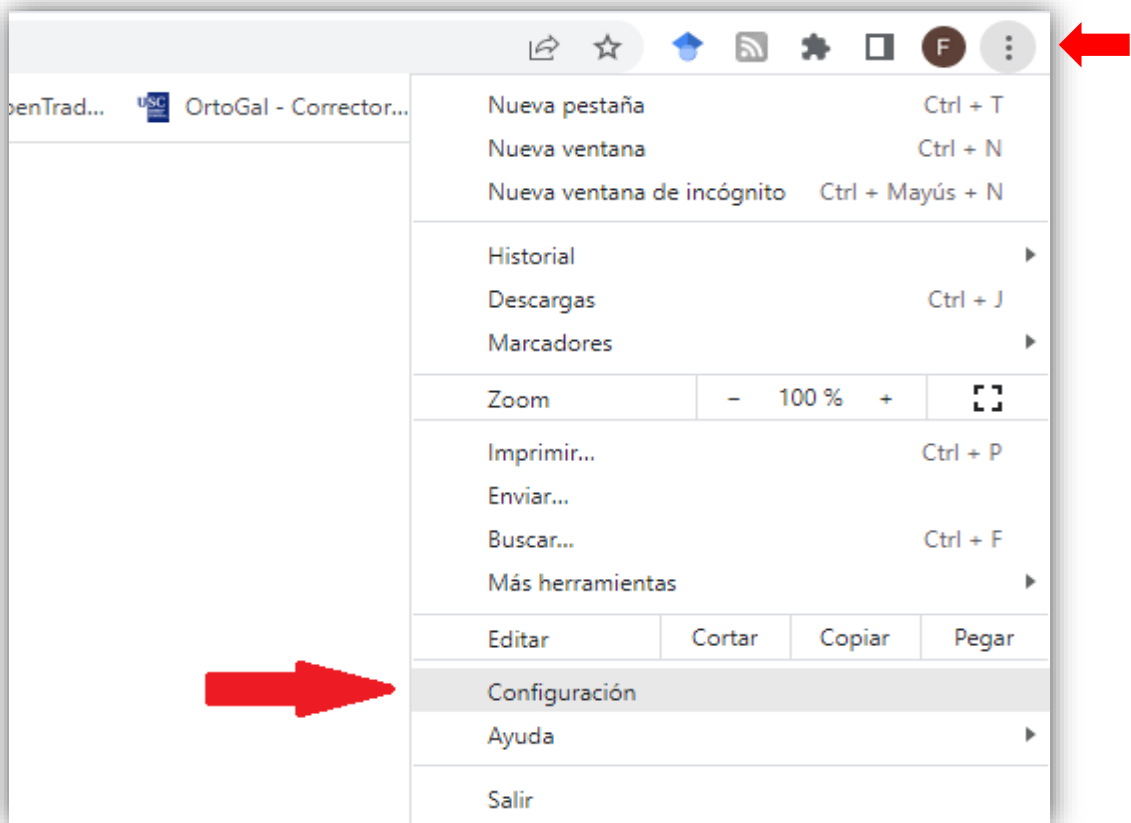 F
penTrad... USC OrtoGal - Corrector...
Nueva pestaña Ctrl + T
Nueva ventana Ctrl + N
Nueva ventana de incógnito Ctrl + Mayús + N
Historial
Descargas Ctrl + J
Marcadores
Zoom - 100 % +
Imprimir... Ctrl + P
Enviar...
Buscar... Ctrl + F
Más herramientas
Editar Cortar Copiar Pegar
Configuración
Ayuda
Salir